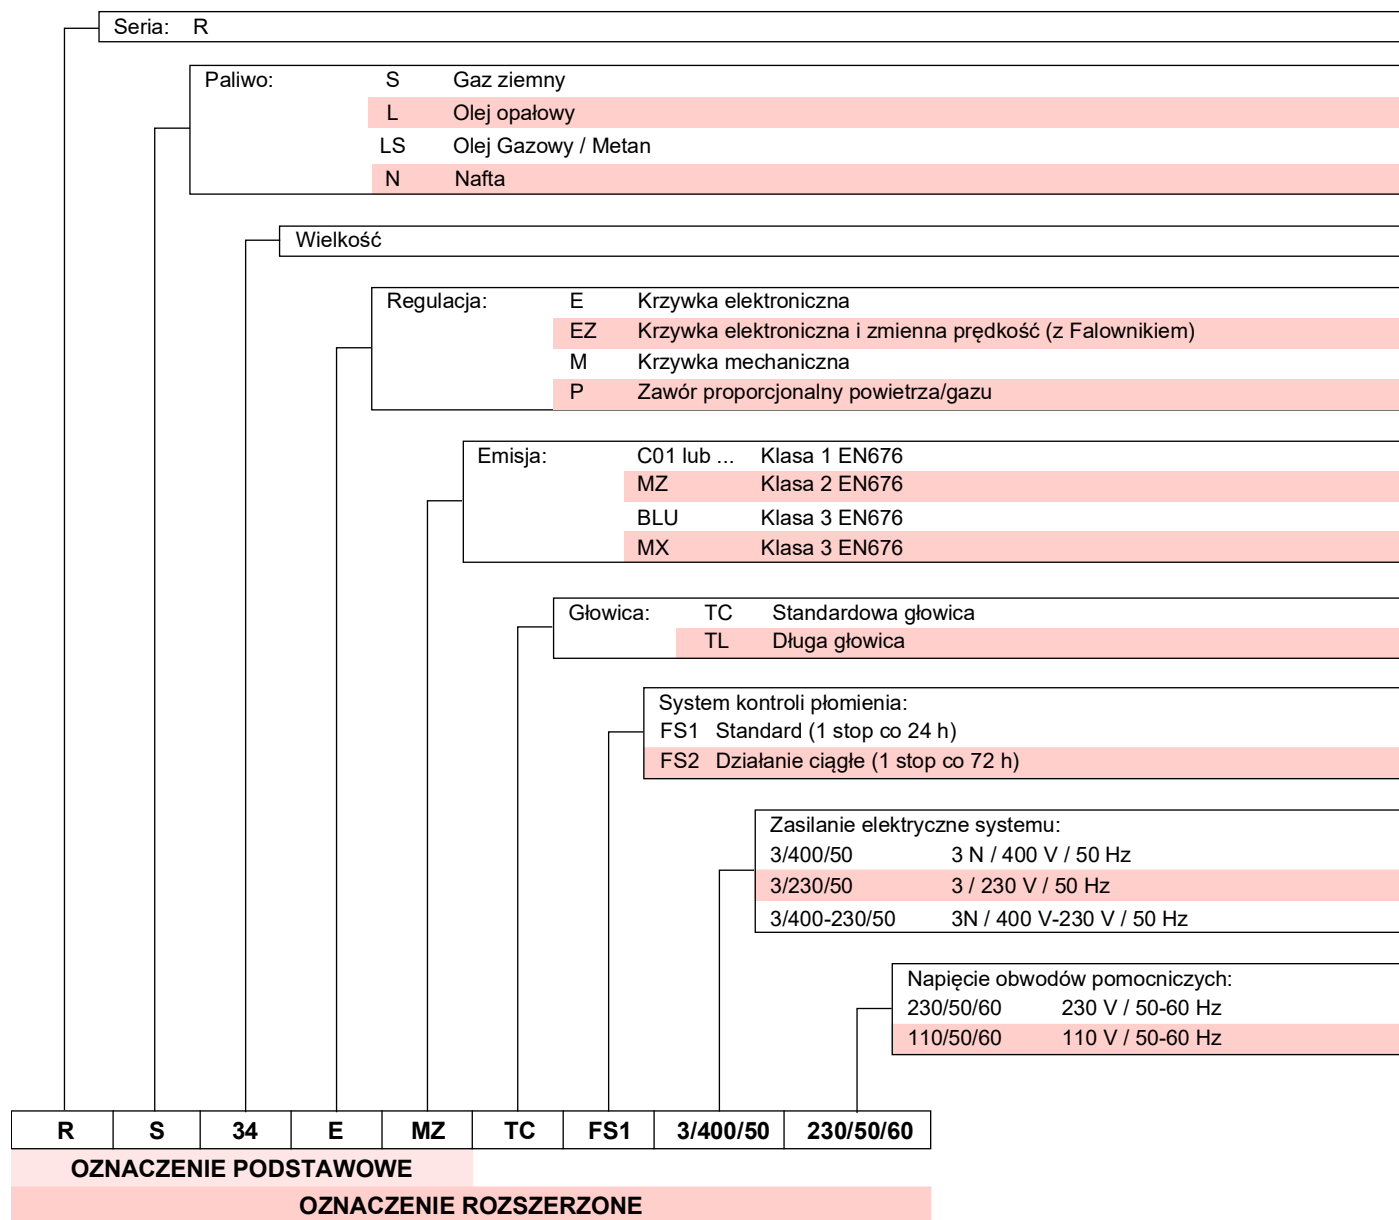 Seria: R
Paliwo: S Gaz ziemny
L Olej opałowy
LS Olej Gazowy / Metan
N Nafta
Wielkość
Regulacja: E Krzywka elektroniczna
EZ Krzywka elektroniczna i zmienna prędkość (z Falownikiem)
M Krzywka mechaniczna
P Zawór proporcjonalny powietrza/gazu
Emisja: C01 lub ... Klasa 1 EN676
MZ Klasa 2 EN676
BLU Klasa 3 EN676
MX Klasa 3 EN676
Głowica: TC Standardowa głowica
TL Długa głowica
System kontroli płomienia:
FS1 Standard (1 stop co 24 h)
FS2 Działanie ciągłe (1 stop co 72 h)
Zasilanie elektryczne systemu:
3/400/50 3 N / 400 V / 50 Hz
3/230/50 3 / 230 V / 50 Hz
3/400-230/50 3N / 400 V-230 V / 50 Hz
Napięcie obwodów pomocniczych:
230/50/60 230 V / 50-60 Hz
110/50/60 110 V / 50-60 Hz
R S 34 E MZ TC FS1 3/400/50 230/50/60
OZNACZENIE PODSTAWOWE
OZNACZENIE ROZSZERZONE